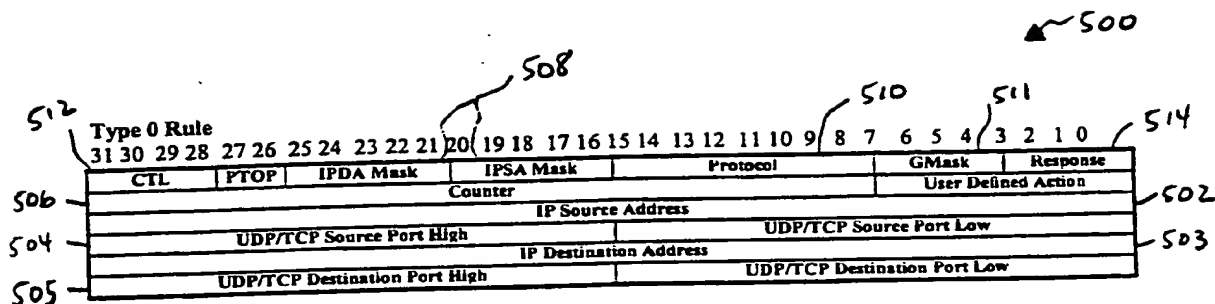 500
508
512
510
511
Type 0 Rule
514
31 30 29 28 27 26 25 24 23 22 21 20 19 18 17 16 15 14 13 12 11 10 9 8 7 6 5 4 3 2 1 0
CTL PTOP IPDA Mask IPSA Mask Protocol GMask Response
506 Counter User Defined Action
IP Source Address 502
504 UDP/TCP Source Port High UDP/TCP Source Port Low
IP Destination Address 503
505 UDP/TCP Destination Port High UDP/TCP Destination Port Low